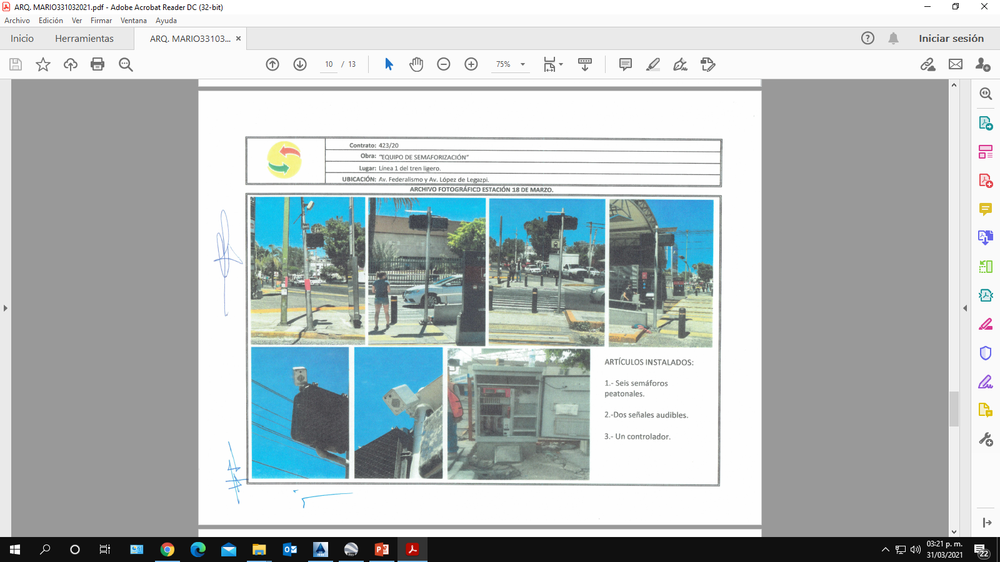 ARQ. MARIO331032021.pdf - Adobe Acrobat Reader DC (32-bit)
Archivo Edición Ver Firmar Ventana Ayuda
Inicio Herramientas ARQ. MARIO33103... × Iniciar sesión
10 / 13 75%
Contrato: 423/20
Obra: "EQUIPO DE SEMAFORIZACIÓN"
Lugar: Línea 1 del tren ligero.
UBICACIÓN: Av. Federalismo y Av. López de Legazpi.
ARCHIVO FOTOGRÁFICO ESTACIÓN 18 DE MARZO.
ARTÍCULOS INSTALADOS:
1.- Seis semáforos
peatonales.
2.-Dos señales audibles.
3.- Un controlador.
03:21 p. m.
31/03/2021
22